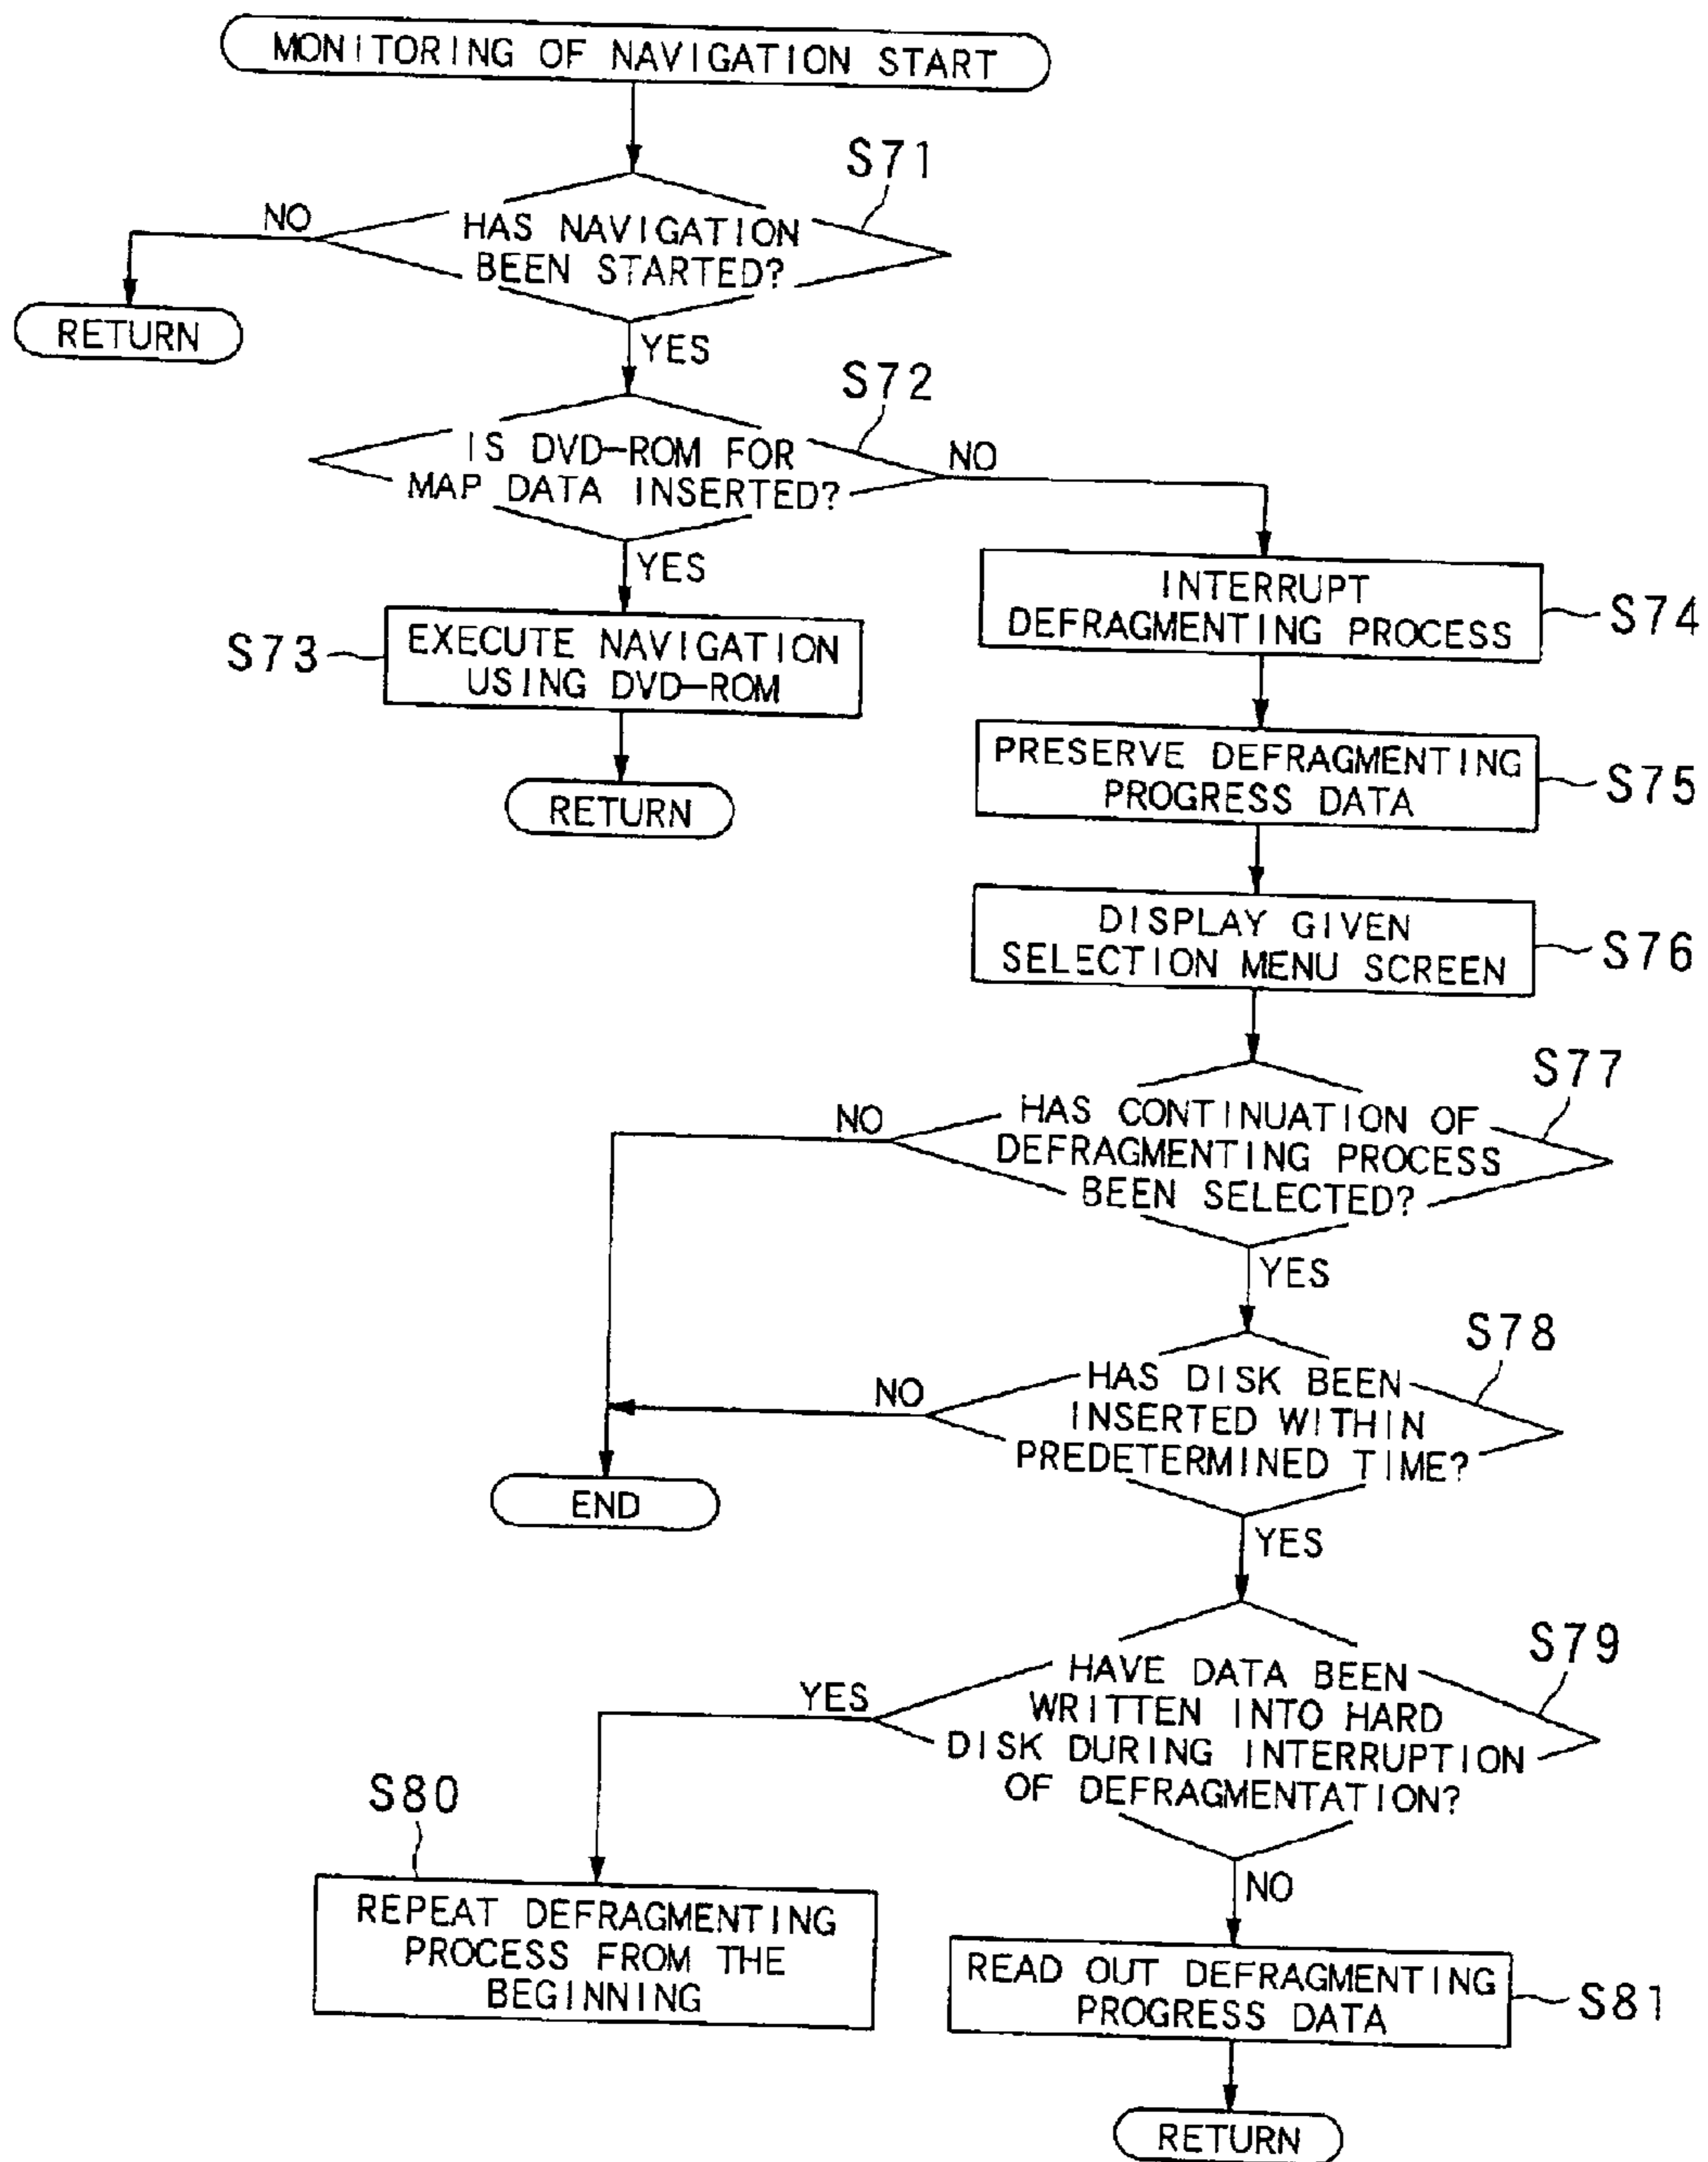 MONITORING OF NAVIGATION START
S71
NO
HAS NAVIGATION
BEEN STARTED?
RETURN
YES
S72
IS DVD-ROM FOR
MAP DATA INSERTED?
NO
YES
S73
EXECUTE NAVIGATION
USING DVD-ROM
RETURN
INTERRUPT
DEFRAGMENTING PROCESS
S74
PRESERVE DEFRAGMENTING
PROGRESS DATA
S75
DISPLAY GIVEN
SELECTION MENU SCREEN
S76
S77
NO
HAS CONTINUATION OF
DEFRAGMENTING PROCESS
BEEN SELECTED?
YES
S78
NO
HAS DISK BEEN
INSERTED WITHIN
PREDETERMINED TIME?
END
YES
S79
YES
HAVE DATA BEEN
WRITTEN INTO HARD
DISK DURING INTERRUPTION
OF DEFRAGMENTATION?
S80
NO
REPEAT DEFRAGMENTING
PROCESS FROM THE
BEGINNING
READ OUT DEFRAGMENTING
PROGRESS DATA
S81
RETURN